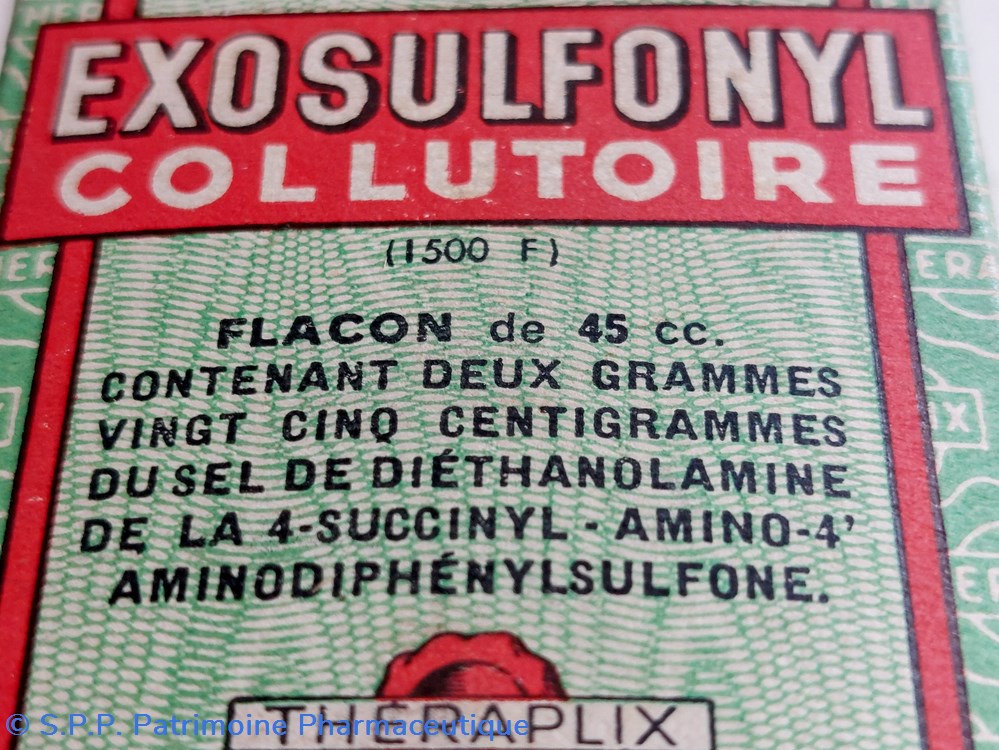 EXOSULFONYL
COLLUTOIRE
(1500 F)
FLACON de 45 cc.
CONTENANT DEUX GRAMMES
VINGT CINQ CENTIGRAMMES
DU SEL DE DIÉTHANOLAMINE
DE LA 4-SUCCINYL-AMINO-4'
AMINODIPHÉNYLSULFONE.
THÉRAPLIX
© S.P.P. Patrimoine Pharmaceutique